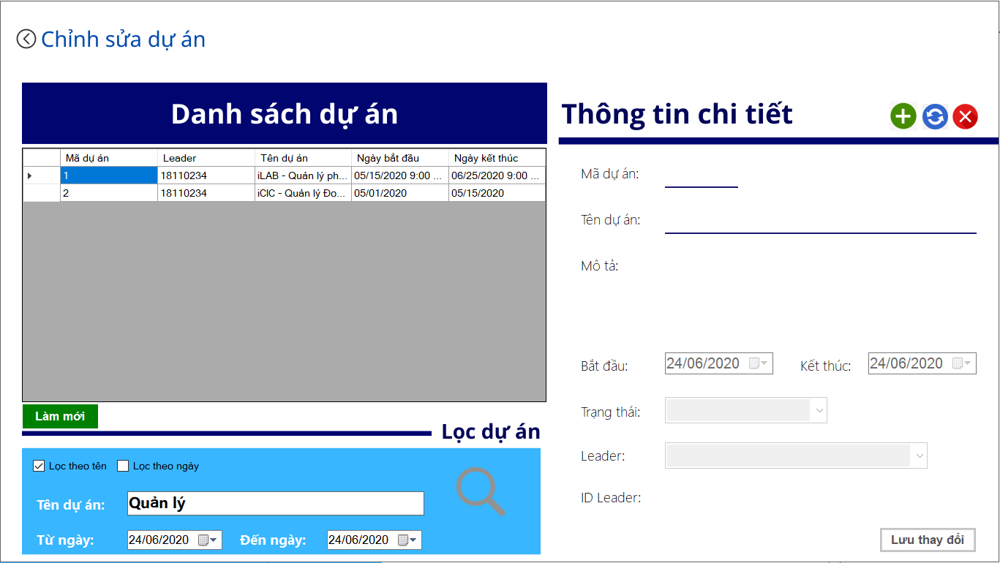 Chỉnh sửa dự án
Danh sách dự án
Mã dự án Leader Tên dự án Ngày bắt đầu Ngày kết thúc
1 18110234 iLAB - Quản lý ph... 05/15/2020 9:00 ... 06/25/2020 9:00 ...
2 18110234 iCIC - Quản lý Đo... 05/01/2020 05/15/2020
Làm mới
Lọc dự án
Lọc theo tên Lọc theo ngày
Tên dự án: Quản lý
Từ ngày: 24/06/2020 Đến ngày: 24/06/2020
Thông tin chi tiết
Mã dự án:
Tên dự án:
Mô tả:
Bắt đầu: 24/06/2020 Kết thúc: 24/06/2020
Trạng thái:
Leader:
ID Leader:
Lưu thay đổi